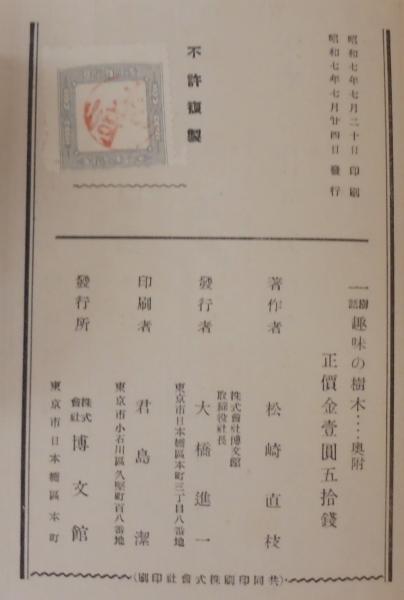 昭和七年七月二十日印刷
昭和七年七月廿四日發行
不許複製
趣味の樹木…奧附
正價金壹圓五拾錢
著作者 松崎直枝
發行者 株式會社博文館
取締役社長
大橋進一
東京市日本橋區本町三丁目八番地
印刷者 君島潔
東京市小石川區久堅町百八番地
發行所 株式會社 博文館
東京市日本橋區本町
(共同印刷株式會社印刷)